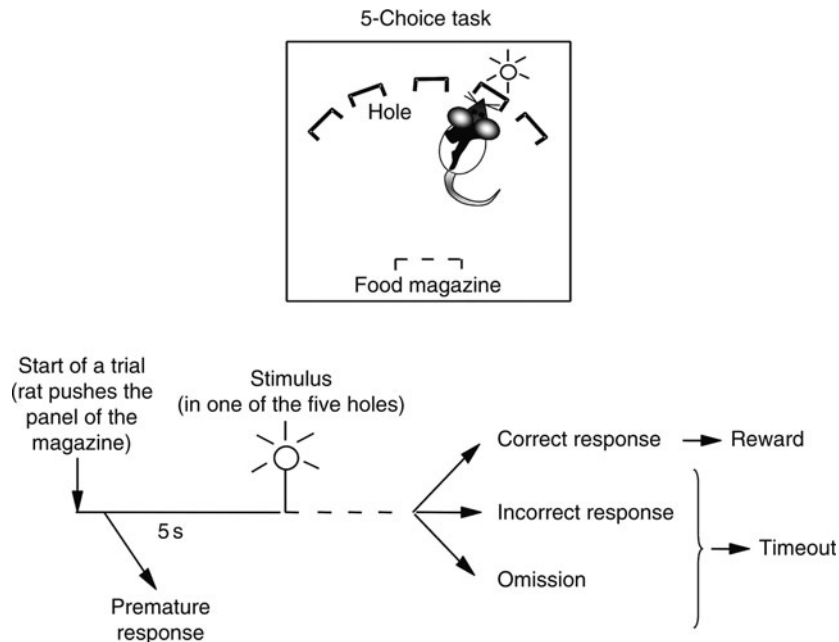 5-Choice task
Hole
Food magazine
Start of a trial
(rat pushes the
panel of the
magazine)
Stimulus
(in one of the five holes)
5 s
Premature
response
Correct response
Reward
Incorrect response
Omission
Timeout